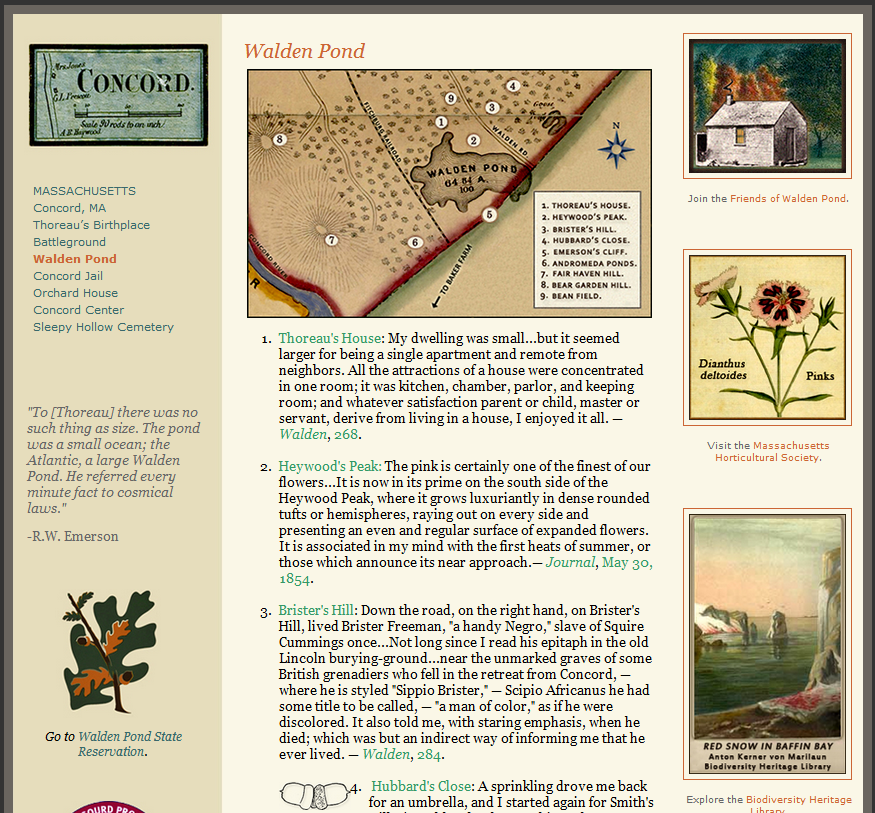 Mrs. Jones
CONCORD.
G.L. Prescott
Scale 90 rods to an inch
A.B. Haywood
MASSACHUSETTS
Concord, MA
Thoreau's Birthplace
Battleground
Walden Pond
Concord Jail
Orchard House
Concord Center
Sleepy Hollow Cemetery
"To [Thoreau] there was no
such thing as size. The pond
was a small ocean; the
Atlantic, a large Walden
Pond. He referred every
minute fact to cosmical
laws."
-R.W. Emerson
Go to Walden Pond State
Reservation.
Walden Pond
FITCHBURG RAILROAD
WALDEN RD
Goose
N
WALDEN POND
64 84 A.
100
CONCORD RIVER
R
TO BAKER FARM
1
2
3
4
5
6
7
8
9
1. THOREAU'S HOUSE.
2. HEYWOOD'S PEAK.
3. BRISTER'S HILL.
4. HUBBARD'S CLOSE.
5. EMERSON'S CLIFF.
6. ANDROMEDA PONDS.
7. FAIR HAVEN HILL.
8. BEAR GARDEN HILL.
9. BEAN FIELD.
1. Thoreau's House: My dwelling was small...but it seemed
larger for being a single apartment and remote from
neighbors. All the attractions of a house were concentrated
in one room; it was kitchen, chamber, parlor, and keeping
room; and whatever satisfaction parent or child, master or
servant, derive from living in a house, I enjoyed it all. —
Walden, 268.
2. Heywood's Peak: The pink is certainly one of the finest of our
flowers...It is now in its prime on the south side of the
Heywood Peak, where it grows luxuriantly in dense rounded
tufts or hemispheres, raying out on every side and
presenting an even and regular surface of expanded flowers.
It is associated in my mind with the first heats of summer, or
those which announce its near approach.— Journal, May 30,
1854.
3. Brister's Hill: Down the road, on the right hand, on Brister's
Hill, lived Brister Freeman, "a handy Negro," slave of Squire
Cummings once...Not long since I read his epitaph in the old
Lincoln burying-ground...near the unmarked graves of some
British grenadiers who fell in the retreat from Concord, —
where he is styled "Sippio Brister," — Scipio Africanus he had
some title to be called, — "a man of color," as if he were
discolored. It also told me, with staring emphasis, when he
died; which was but an indirect way of informing me that he
ever lived. — Walden, 284.
4. Hubbard's Close: A sprinkling drove me back
for an umbrella, and I started again for Smith's
Join the Friends of Walden Pond.
Dianthus
deltoides
Pinks
Visit the Massachusetts
Horticultural Society.
RED SNOW IN BAFFIN BAY
Anton Kerner von Marilaun
Biodiversity Heritage Library
Explore the Biodiversity Heritage
Library